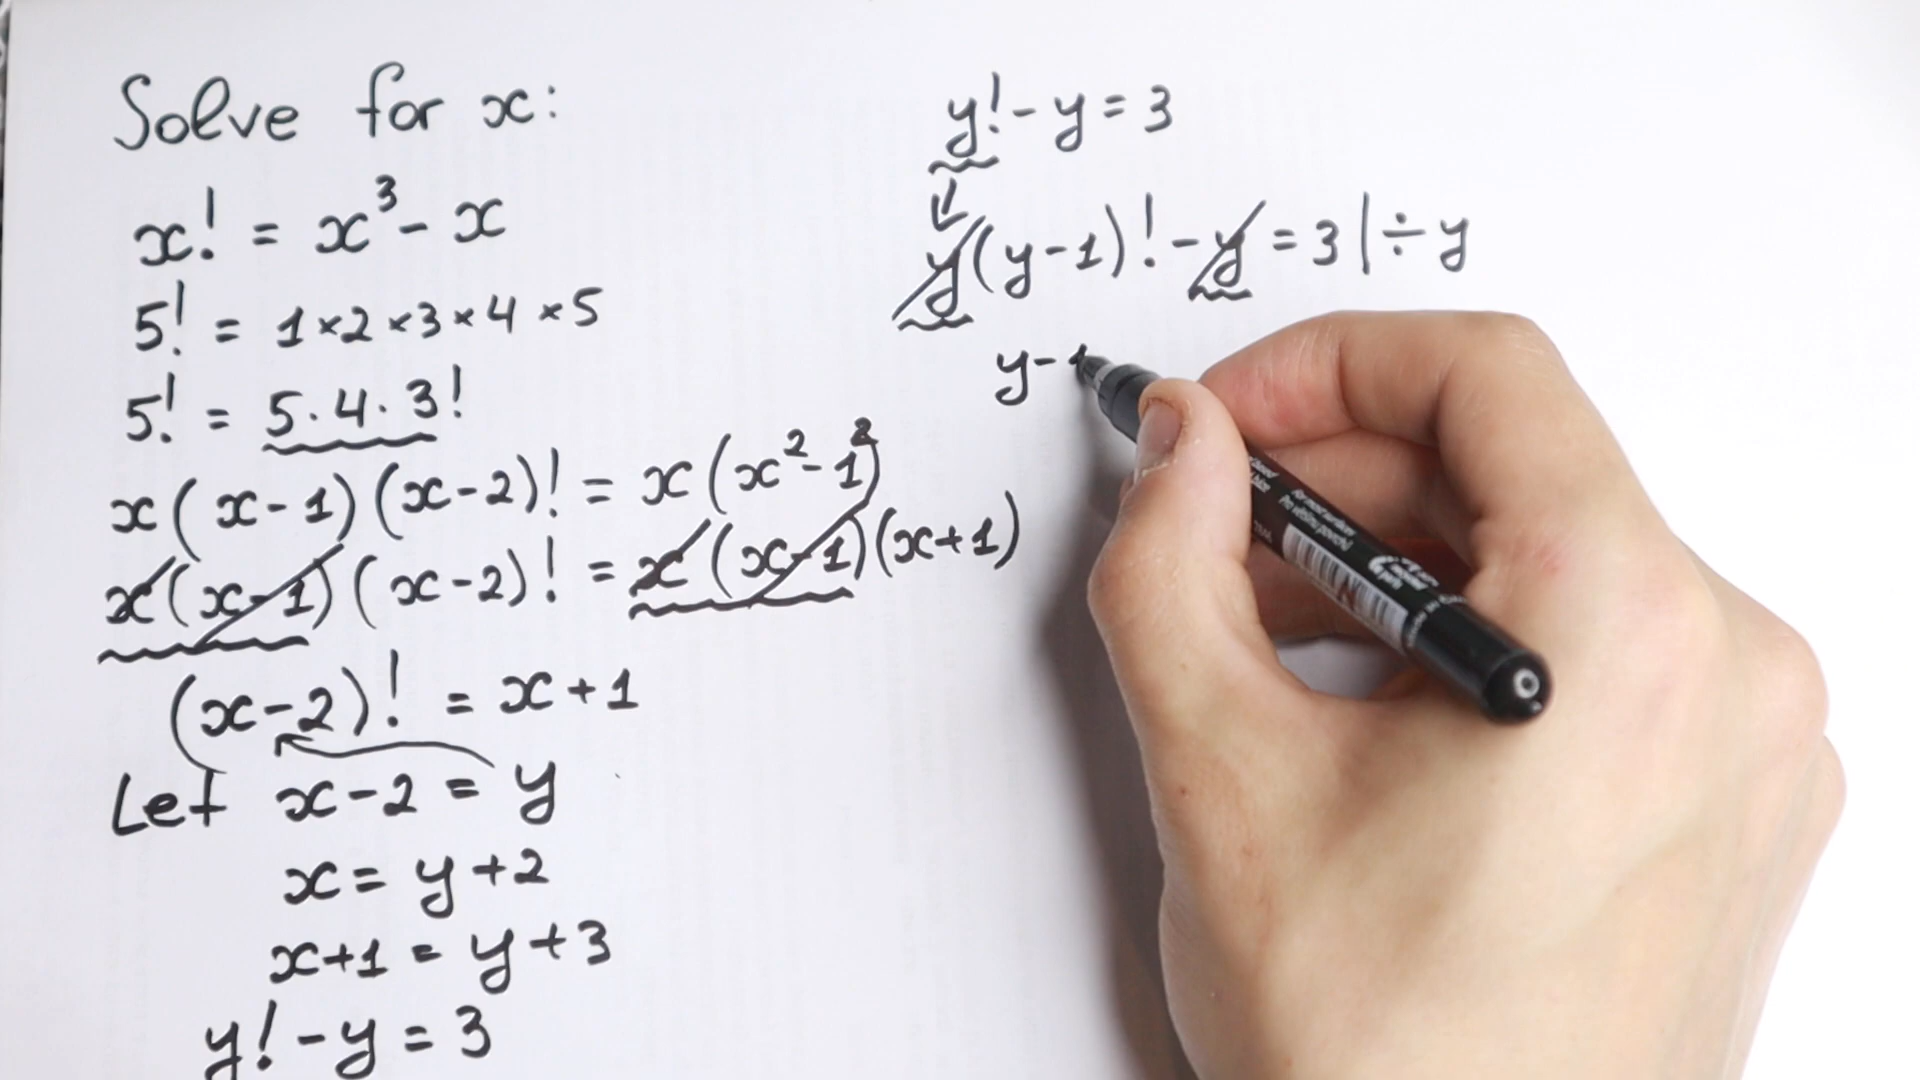 Solve for x:
x! = x³ - x
5! = 1×2×3×4×5
5! = 5·4·3!
x(x-1)(x-2)! = x(x²-1²)
x(x-1)(x-2)! = x(x-1)(x+1)
(x-2)! = x+1
Let x-2 = y
x = y+2
x+1 = y+3
y! - y = 3
y! - y = 3
y(y-1)! - y = 3 | ÷ y
y-1